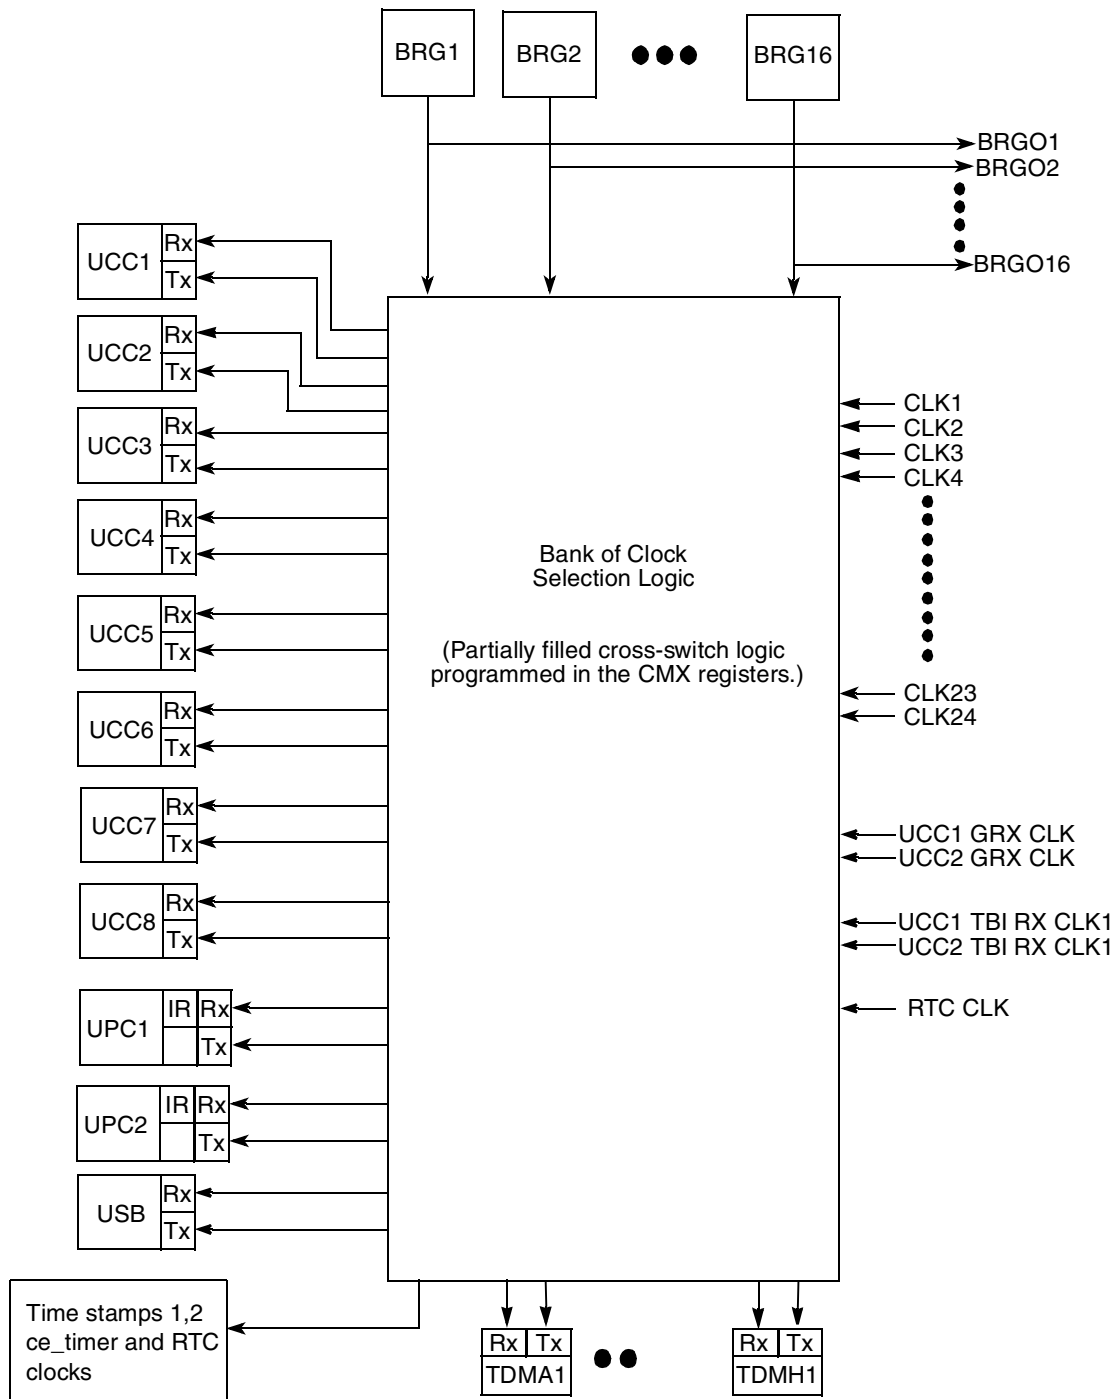 BRG1
BRG2
BRG16
BRGO1
BRGO2
BRGO16
UCC1
Rx
Tx
UCC2
Rx
Tx
UCC3
Rx
Tx
UCC4
Rx
Tx
UCC5
Rx
Tx
UCC6
Rx
Tx
UCC7
Rx
Tx
UCC8
Rx
Tx
UPC1
IR
Rx
Tx
UPC2
IR
Rx
Tx
USB
Rx
Tx
Time stamps 1,2
ce_timer and RTC
clocks
Bank of Clock
Selection Logic
(Partially filled cross-switch logic
programmed in the CMX registers.)
CLK1
CLK2
CLK3
CLK4
CLK23
CLK24
UCC1 GRX CLK
UCC2 GRX CLK
UCC1 TBI RX CLK1
UCC2 TBI RX CLK1
RTC CLK
Rx
Tx
TDMA1
Rx
Tx
TDMH1